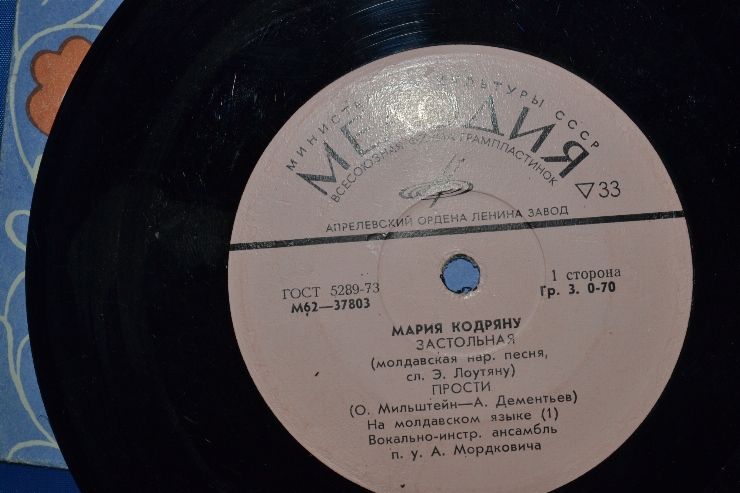 МИНИСТЕ КУЛЬТУРЫ СССР
МЕЛОДИЯ
ВСЕСОЮЗНАЯ ФИРМА ГРАМПЛАСТИНОК
▽33
АПРЕЛЕВСКИЙ ОРДЕНА ЛЕНИНА ЗАВОД
ГОСТ 5289-73
М62—37803
1 сторона
Гр. 3. 0-70
МАРИЯ КОДРЯНУ
ЗАСТОЛЬНАЯ
(молдавская нар. песня,
сл. Э. Лоутяну)
ПРОСТИ
(О. Мильштейн—А. Дементьев)
На молдавском языке (1)
Вокально-инстр. ансамбль
п. у А. Мордковича